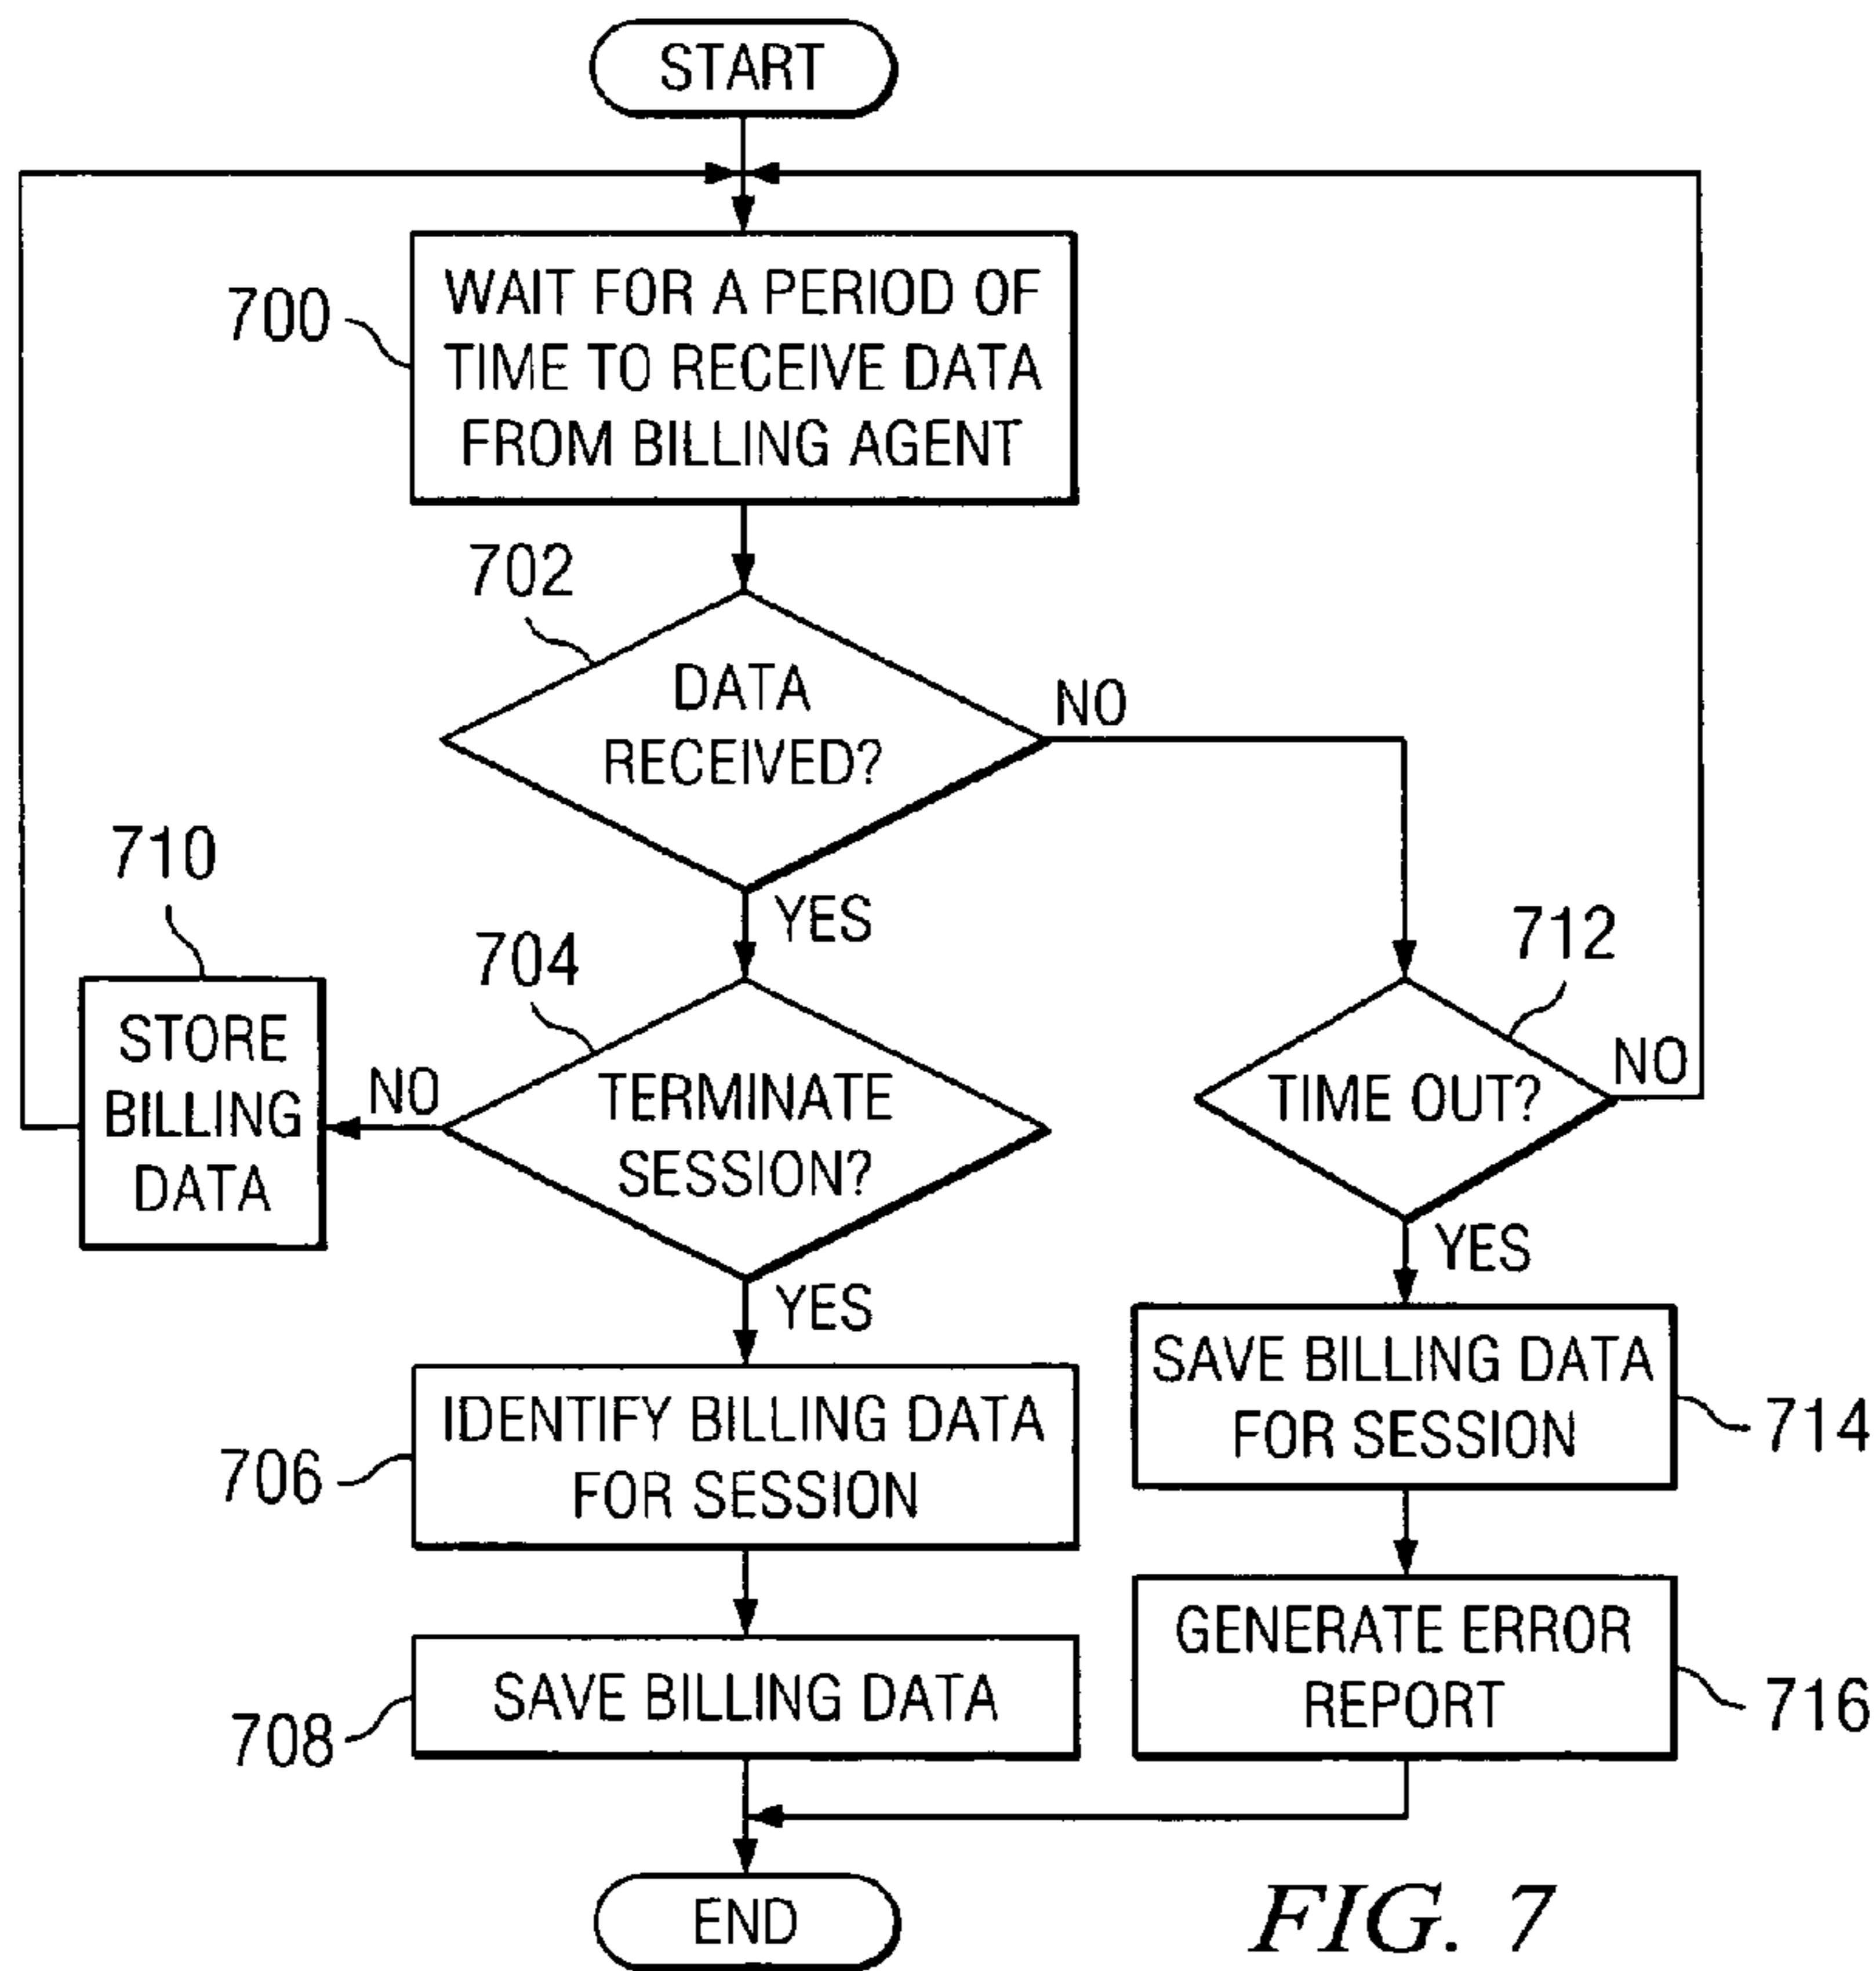 START
700
WAIT FOR A PERIOD OF
TIME TO RECEIVE DATA
FROM BILLING AGENT
702
DATA
RECEIVED?
NO
YES
710
STORE
BILLING
DATA
NO
704
TERMINATE
SESSION?
YES
712
TIME OUT?
NO
YES
706
IDENTIFY BILLING DATA
FOR SESSION
SAVE BILLING DATA
FOR SESSION
714
708
SAVE BILLING DATA
GENERATE ERROR
REPORT
716
END
FIG. 7